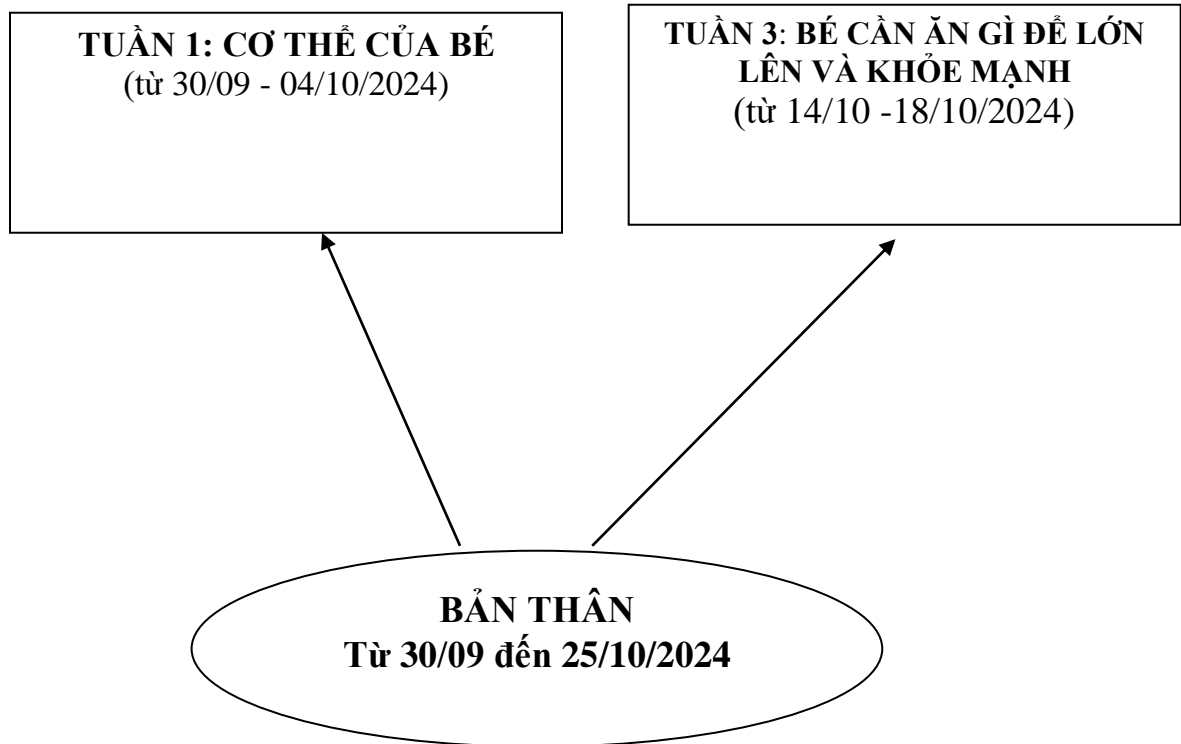 TUẦN 1: CƠ THỂ CỦA BÉ
(từ 30/09 - 04/10/2024)
TUẦN 3: BÉ CẦN ĂN GÌ ĐỂ LỚN
LÊN VÀ KHỎE MẠNH
(từ 14/10 -18/10/2024)
BẢN THÂN
Từ 30/09 đến 25/10/2024